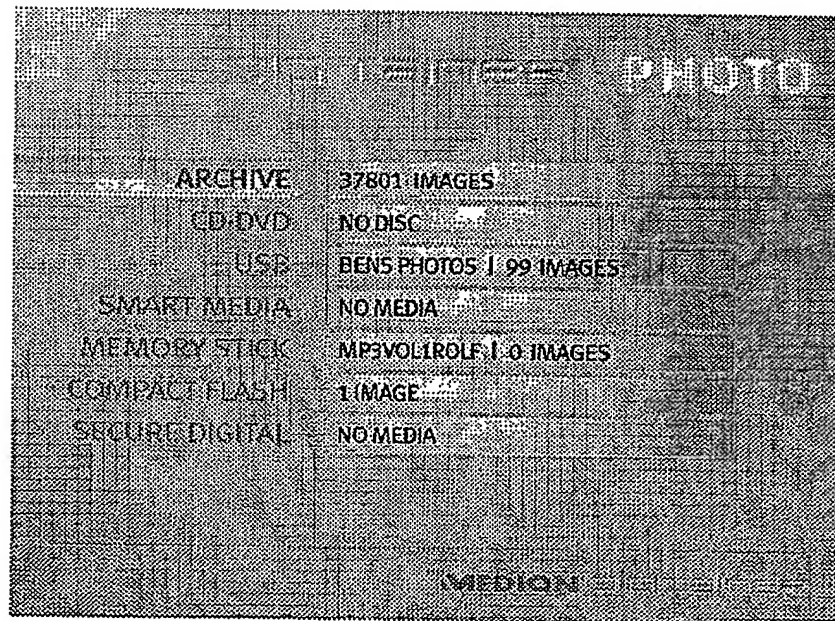 PHOTO
ARCHIVE 37801 IMAGES
CD-DVD NO DISC
USB BENS PHOTOS | 99 IMAGES
SMART MEDIA NO MEDIA
MEMORY STICK MP3VOL1ROLF | 0 IMAGES
COMPACT FLASH 1 IMAGE
SECURE DIGITAL NO MEDIA
MEDION